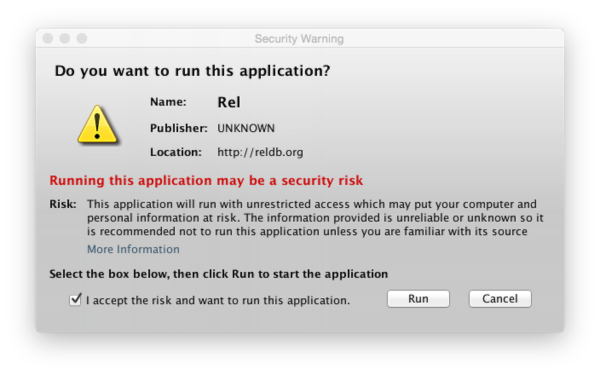 Security Warning
Do you want to run this application?
Name: Rel
Publisher: UNKNOWN
Location: http://reldb.org
Running this application may be a security risk
Risk: This application will run with unrestricted access which may put your computer and
personal information at risk. The information provided is unreliable or unknown so it
is recommended not to run this application unless you are familiar with its source
More Information
Select the box below, then click Run to start the application
I accept the risk and want to run this application. Run Cancel